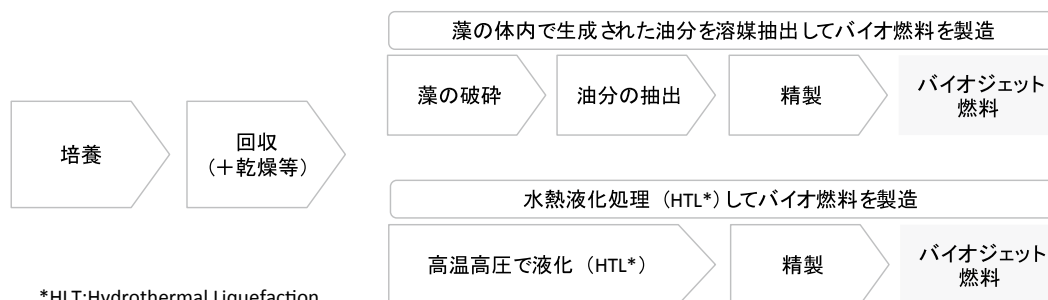 藻の体内で生成された油分を溶媒抽出してバイオ燃料を製造
藻の破砕
油分の抽出
精製
バイオジェット
燃料
培養
回収
（＋乾燥等）
水熱液化処理（HTL*）してバイオ燃料を製造
高温高圧で液化（HTL*）
精製
バイオジェット
燃料
*HLT:Hydrothermal Liquefaction